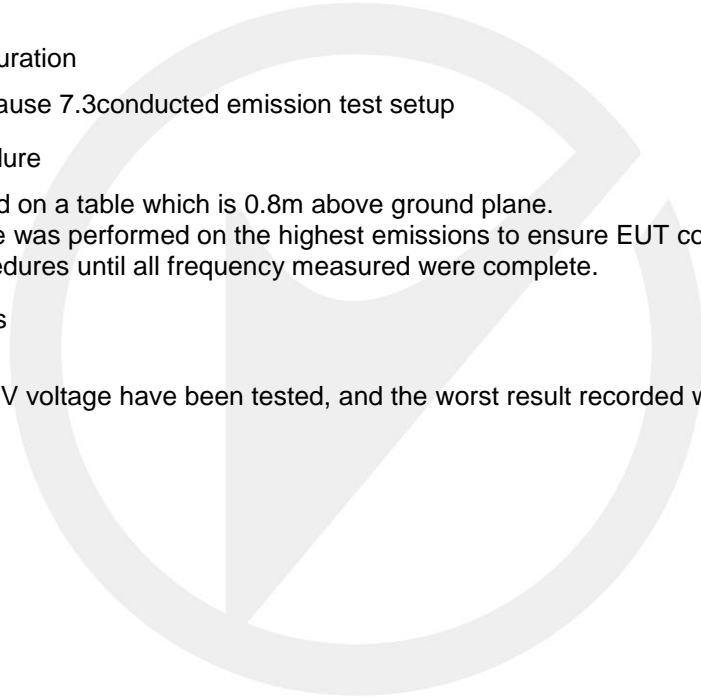 uration
ause 7.3conducted emission test setup
dure
d on a table which is 0.8m above ground plane.
e was performed on the highest emissions to ensure EUT co
edures until all frequency measured were complete.
s
V voltage have been tested, and the worst result recorded w